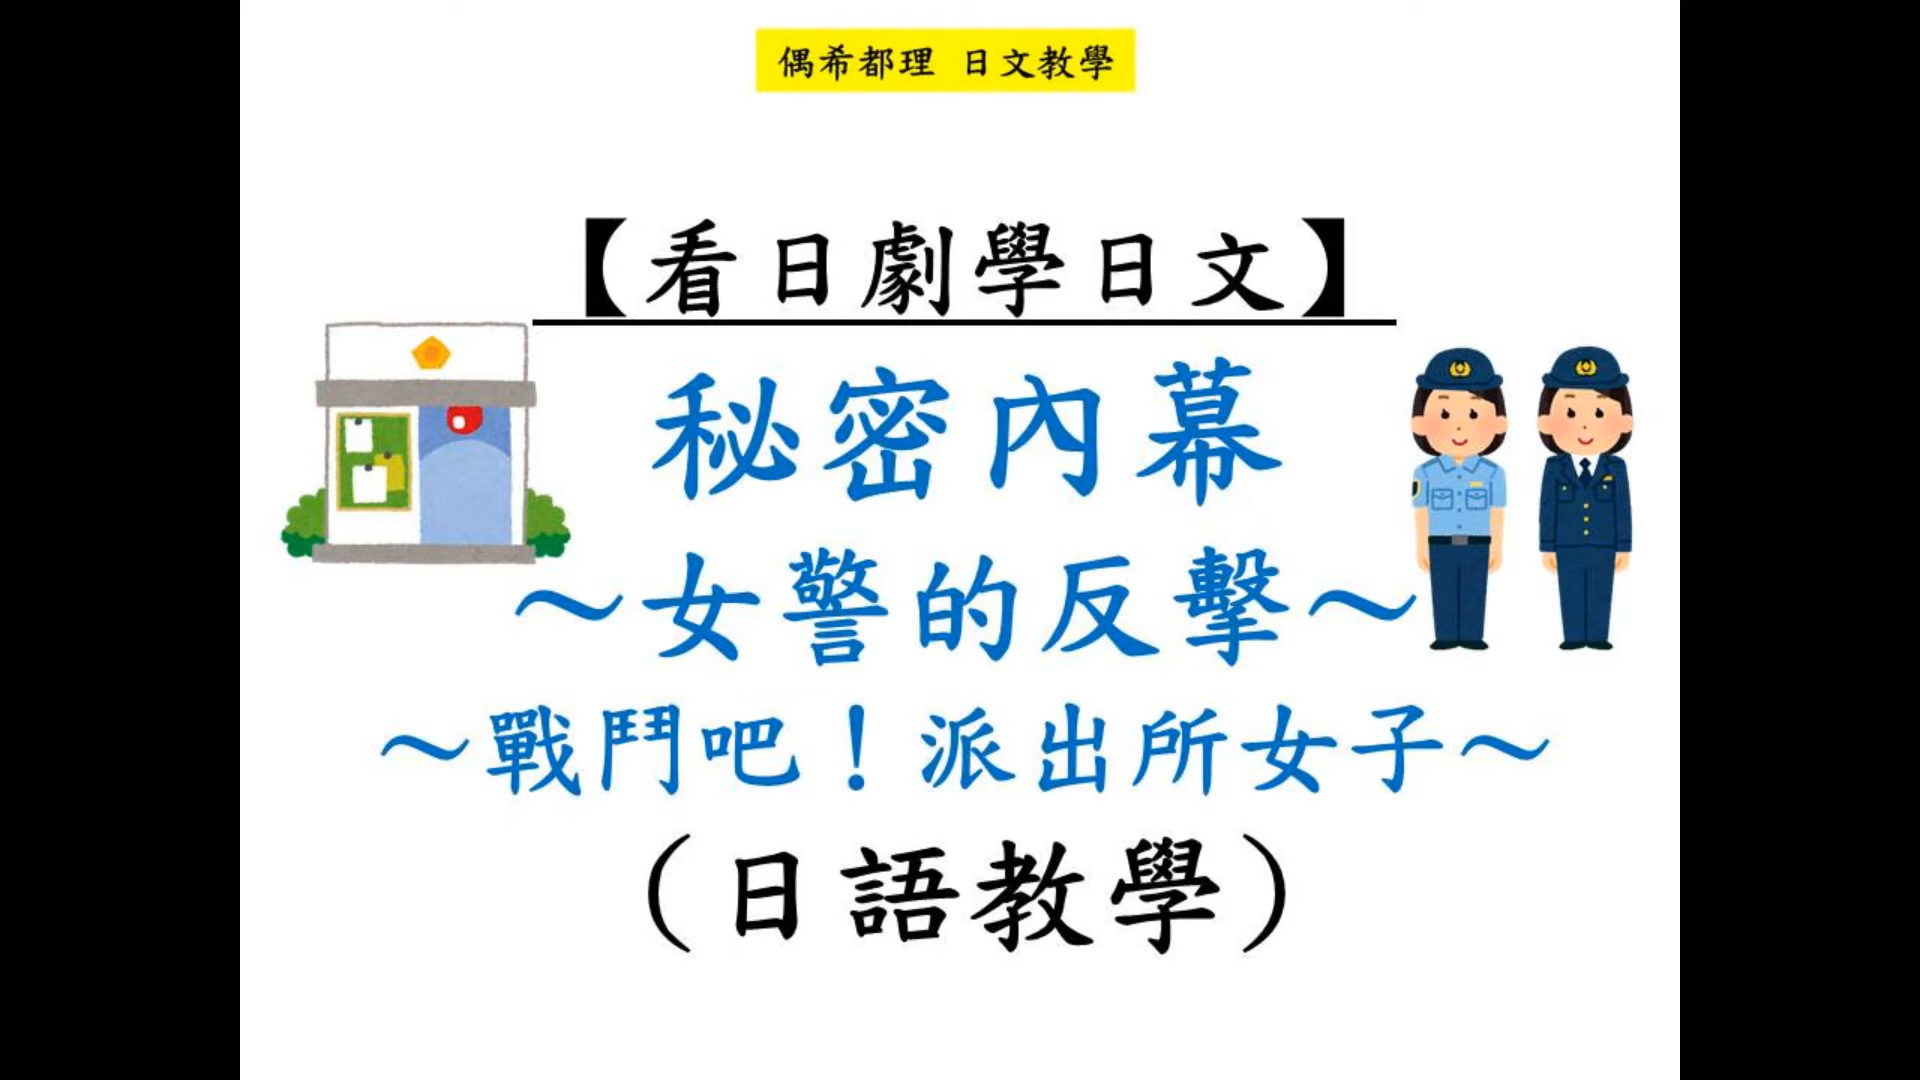 偶希都理 日文教學
【看日劇學日文】
秘密內幕
～女警的反擊～
～戰鬥吧！派出所女子～
（日語教學）